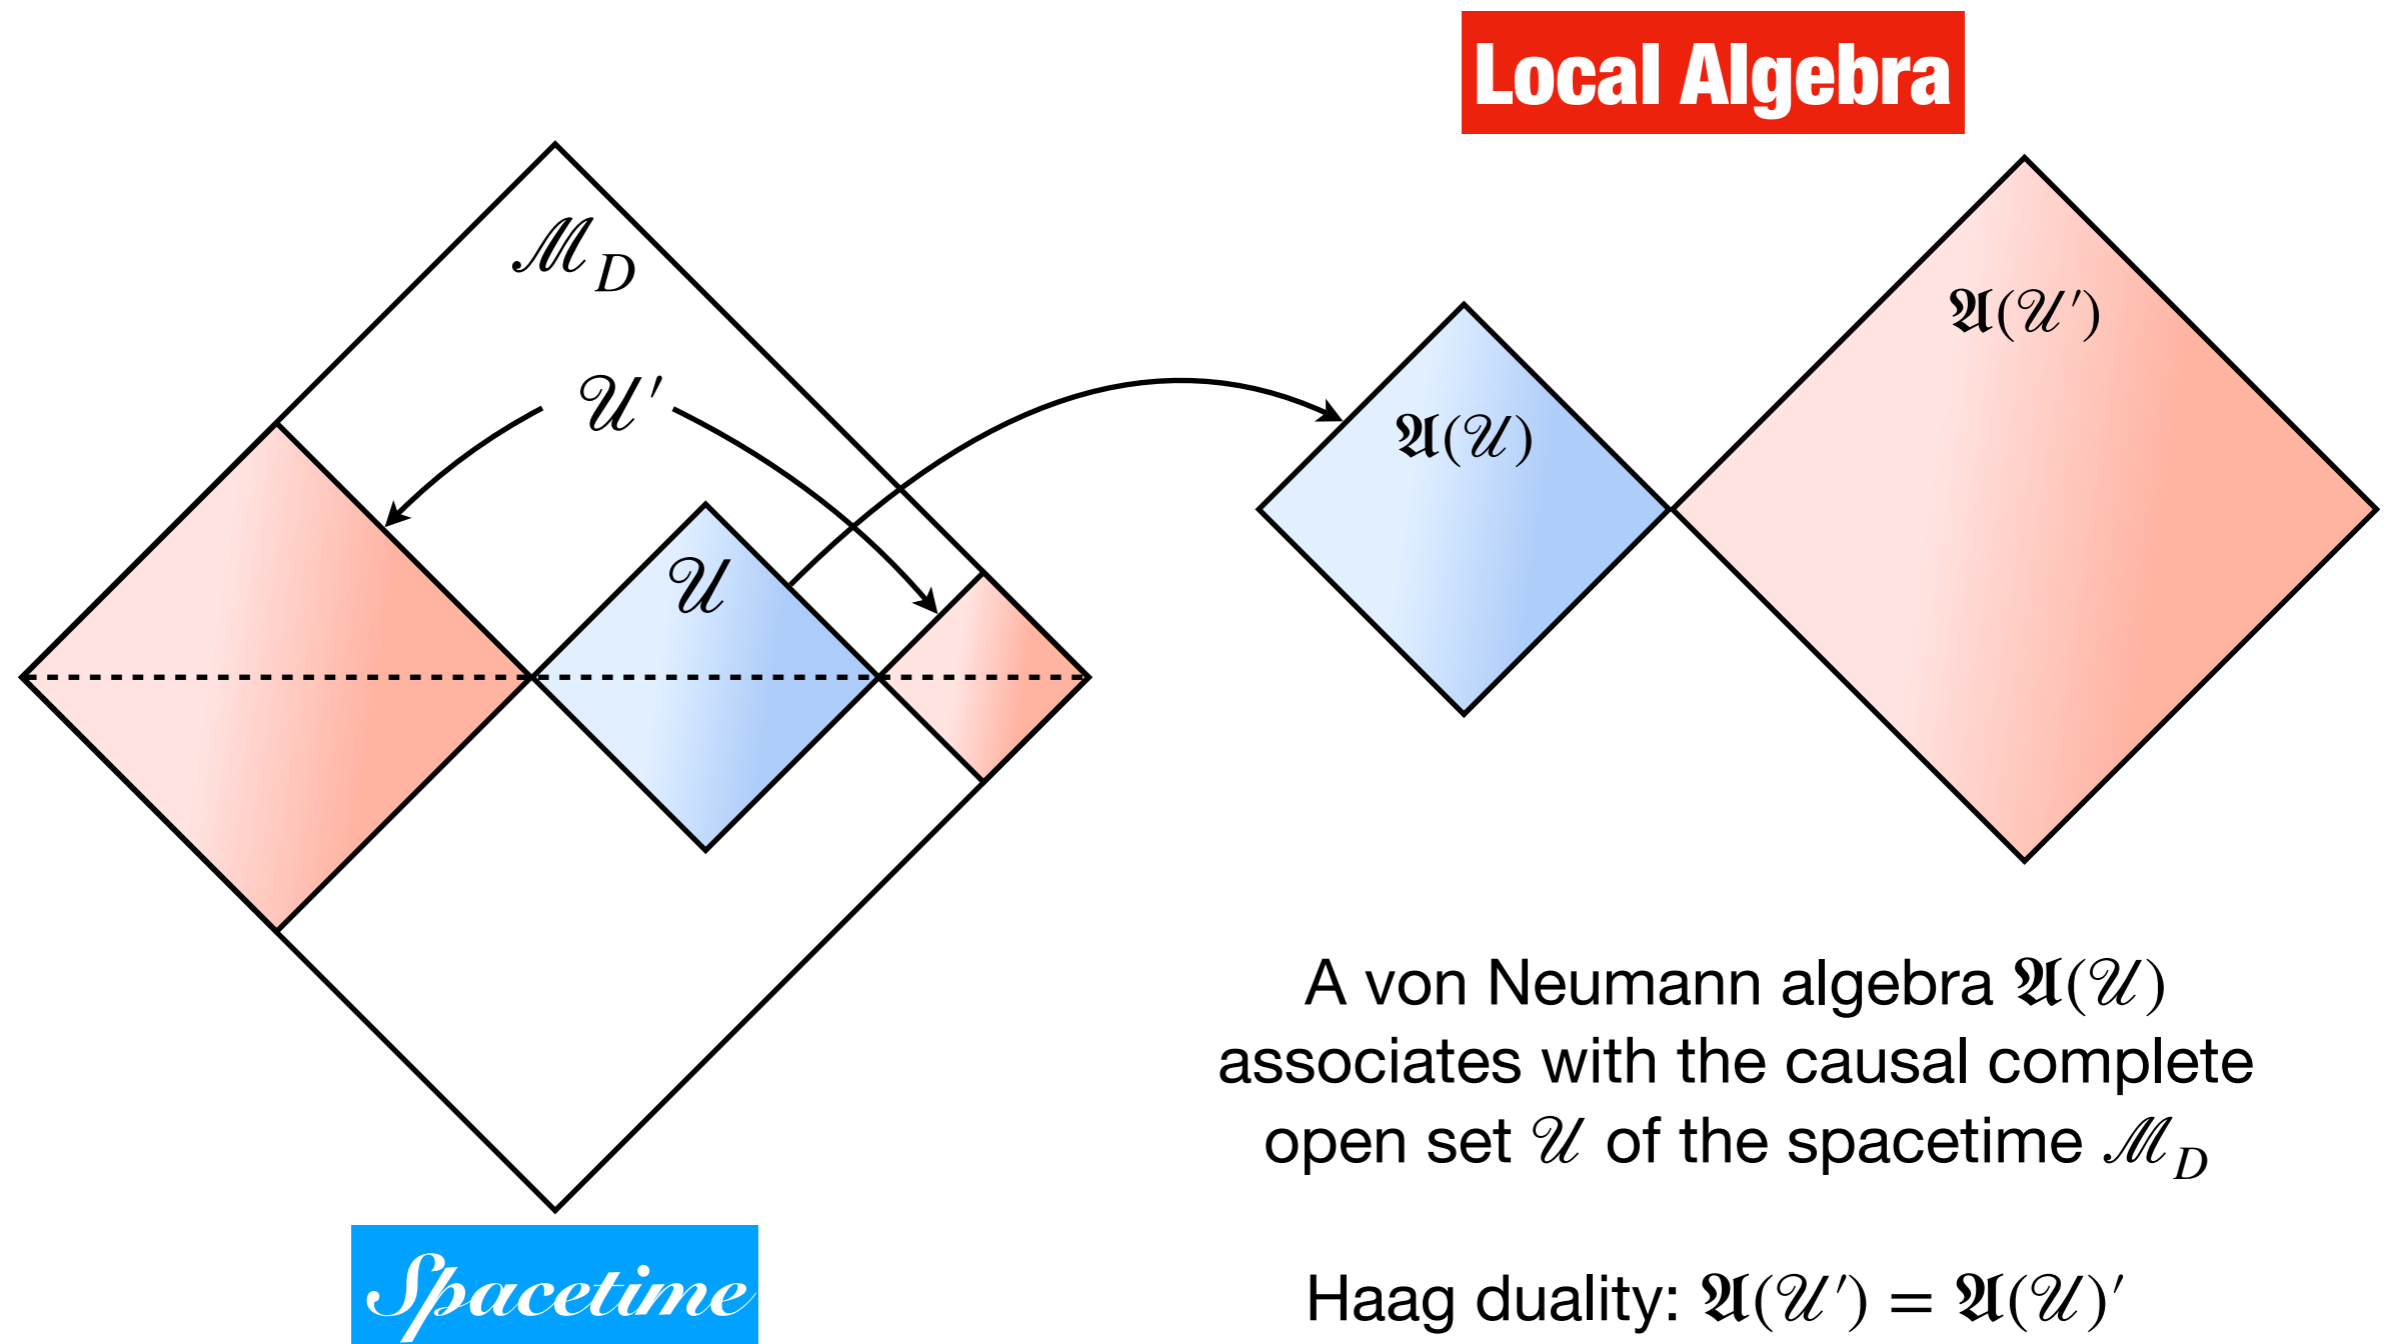 Local Algebra
ℳ_D
𝒰′
𝒰
𝔄(𝒰)
𝔄(𝒰′)
A von Neumann algebra 𝔄(𝒰)
associates with the causal complete
open set 𝒰 of the spacetime ℳ_D
Spacetime
Haag duality: 𝔄(𝒰′) = 𝔄(𝒰)′